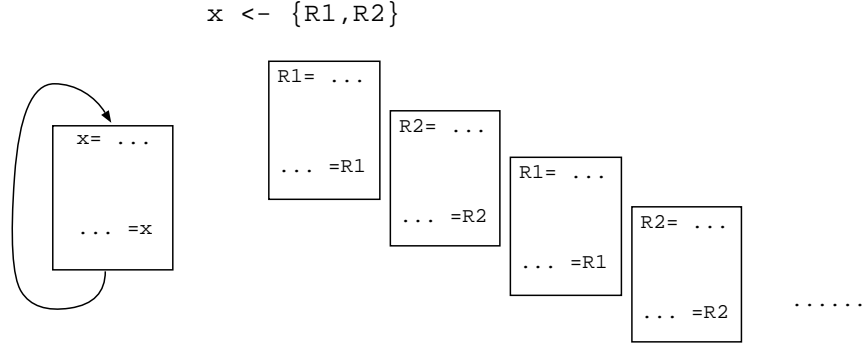 x <- {R1,R2}
x= ...
... =x
R1= ...
... =R1
R2= ...
... =R2
R1= ...
... =R1
R2= ...
... =R2
......